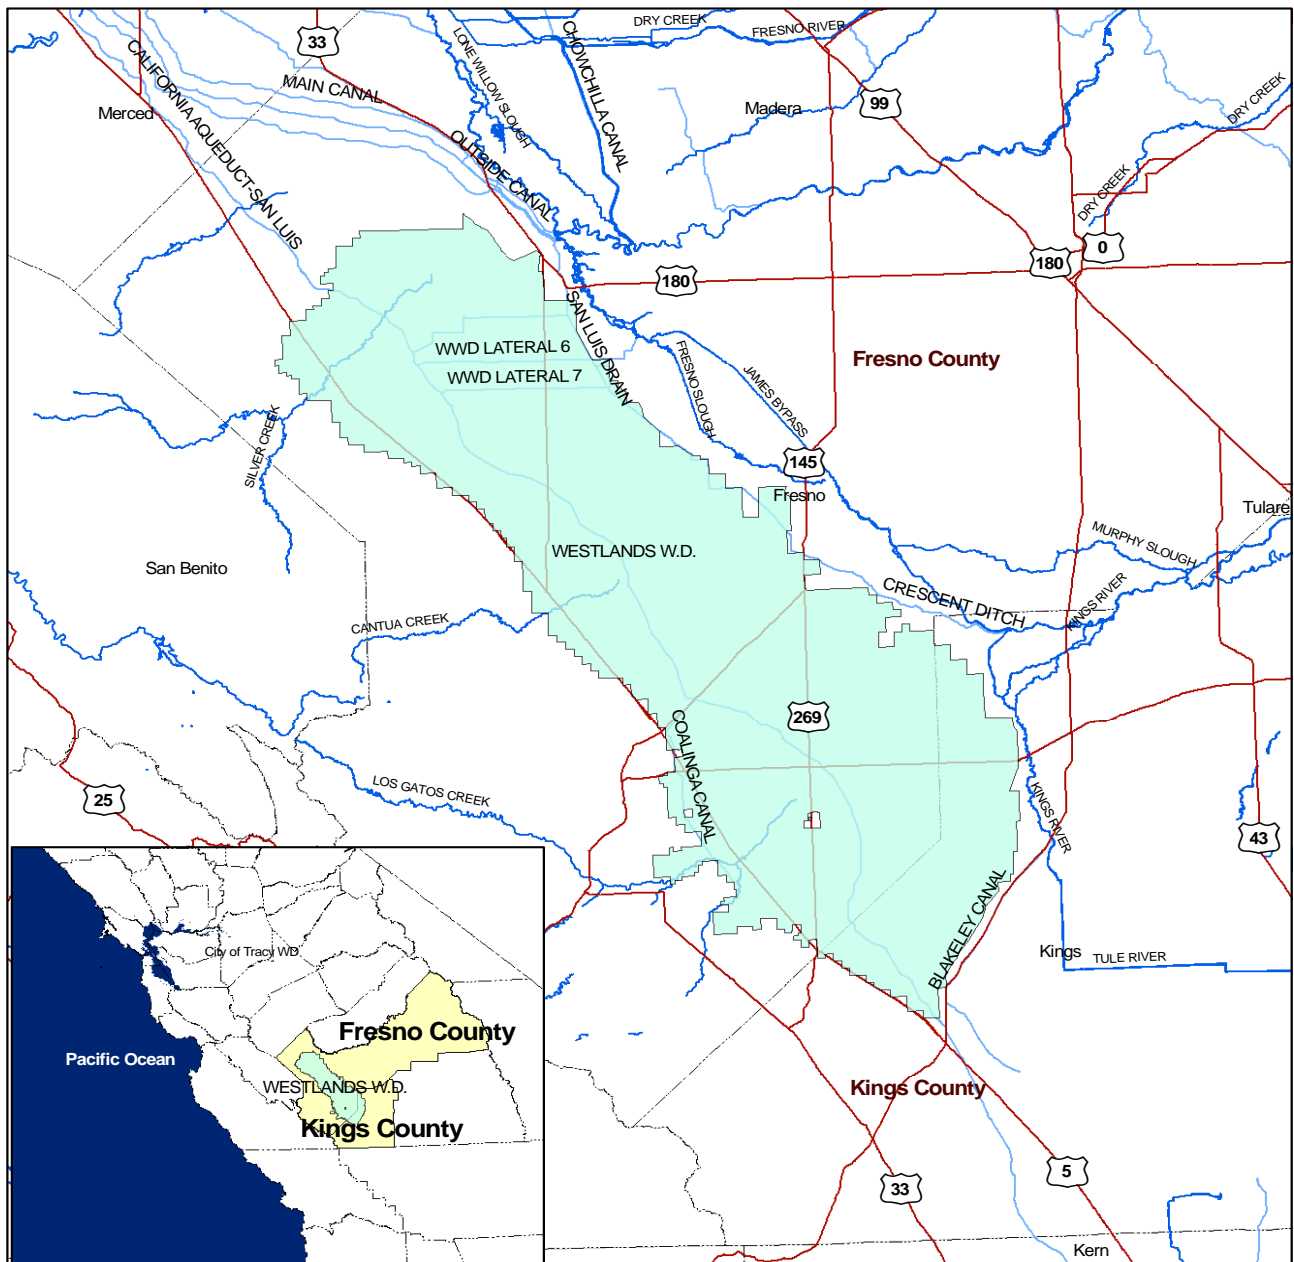 DRY CREEK
FRESNO RIVER
33
CALIFORNIA AQUEDUCT-SAN LUIS
MAIN CANAL
LONE WILLOW SLOUGH
CHOWCHILLA CANAL
Merced
Madera
99
DRY CREEK
OUTSIDE CANAL
DRY CREEK
0
180
180
SAN LUIS DRAIN
WWD LATERAL 6
WWD LATERAL 7
FRESNO SLOUGH
JAMES BYPASS
Fresno County
SILVER CREEK
145
Fresno
Tulare
MURPHY SLOUGH
WESTLANDS W.D.
San Benito
CRESCENT DITCH
KINGS RIVER
CANTUA CREEK
269
COALINGA CANAL
LOS GATOS CREEK
25
KINGS RIVER
43
BLAKELEY CANAL
Kings
TULE RIVER
City of Tracy WD
Fresno County
Pacific Ocean
WESTLANDS W.D.
Kings County
Kings County
33
5
Kern